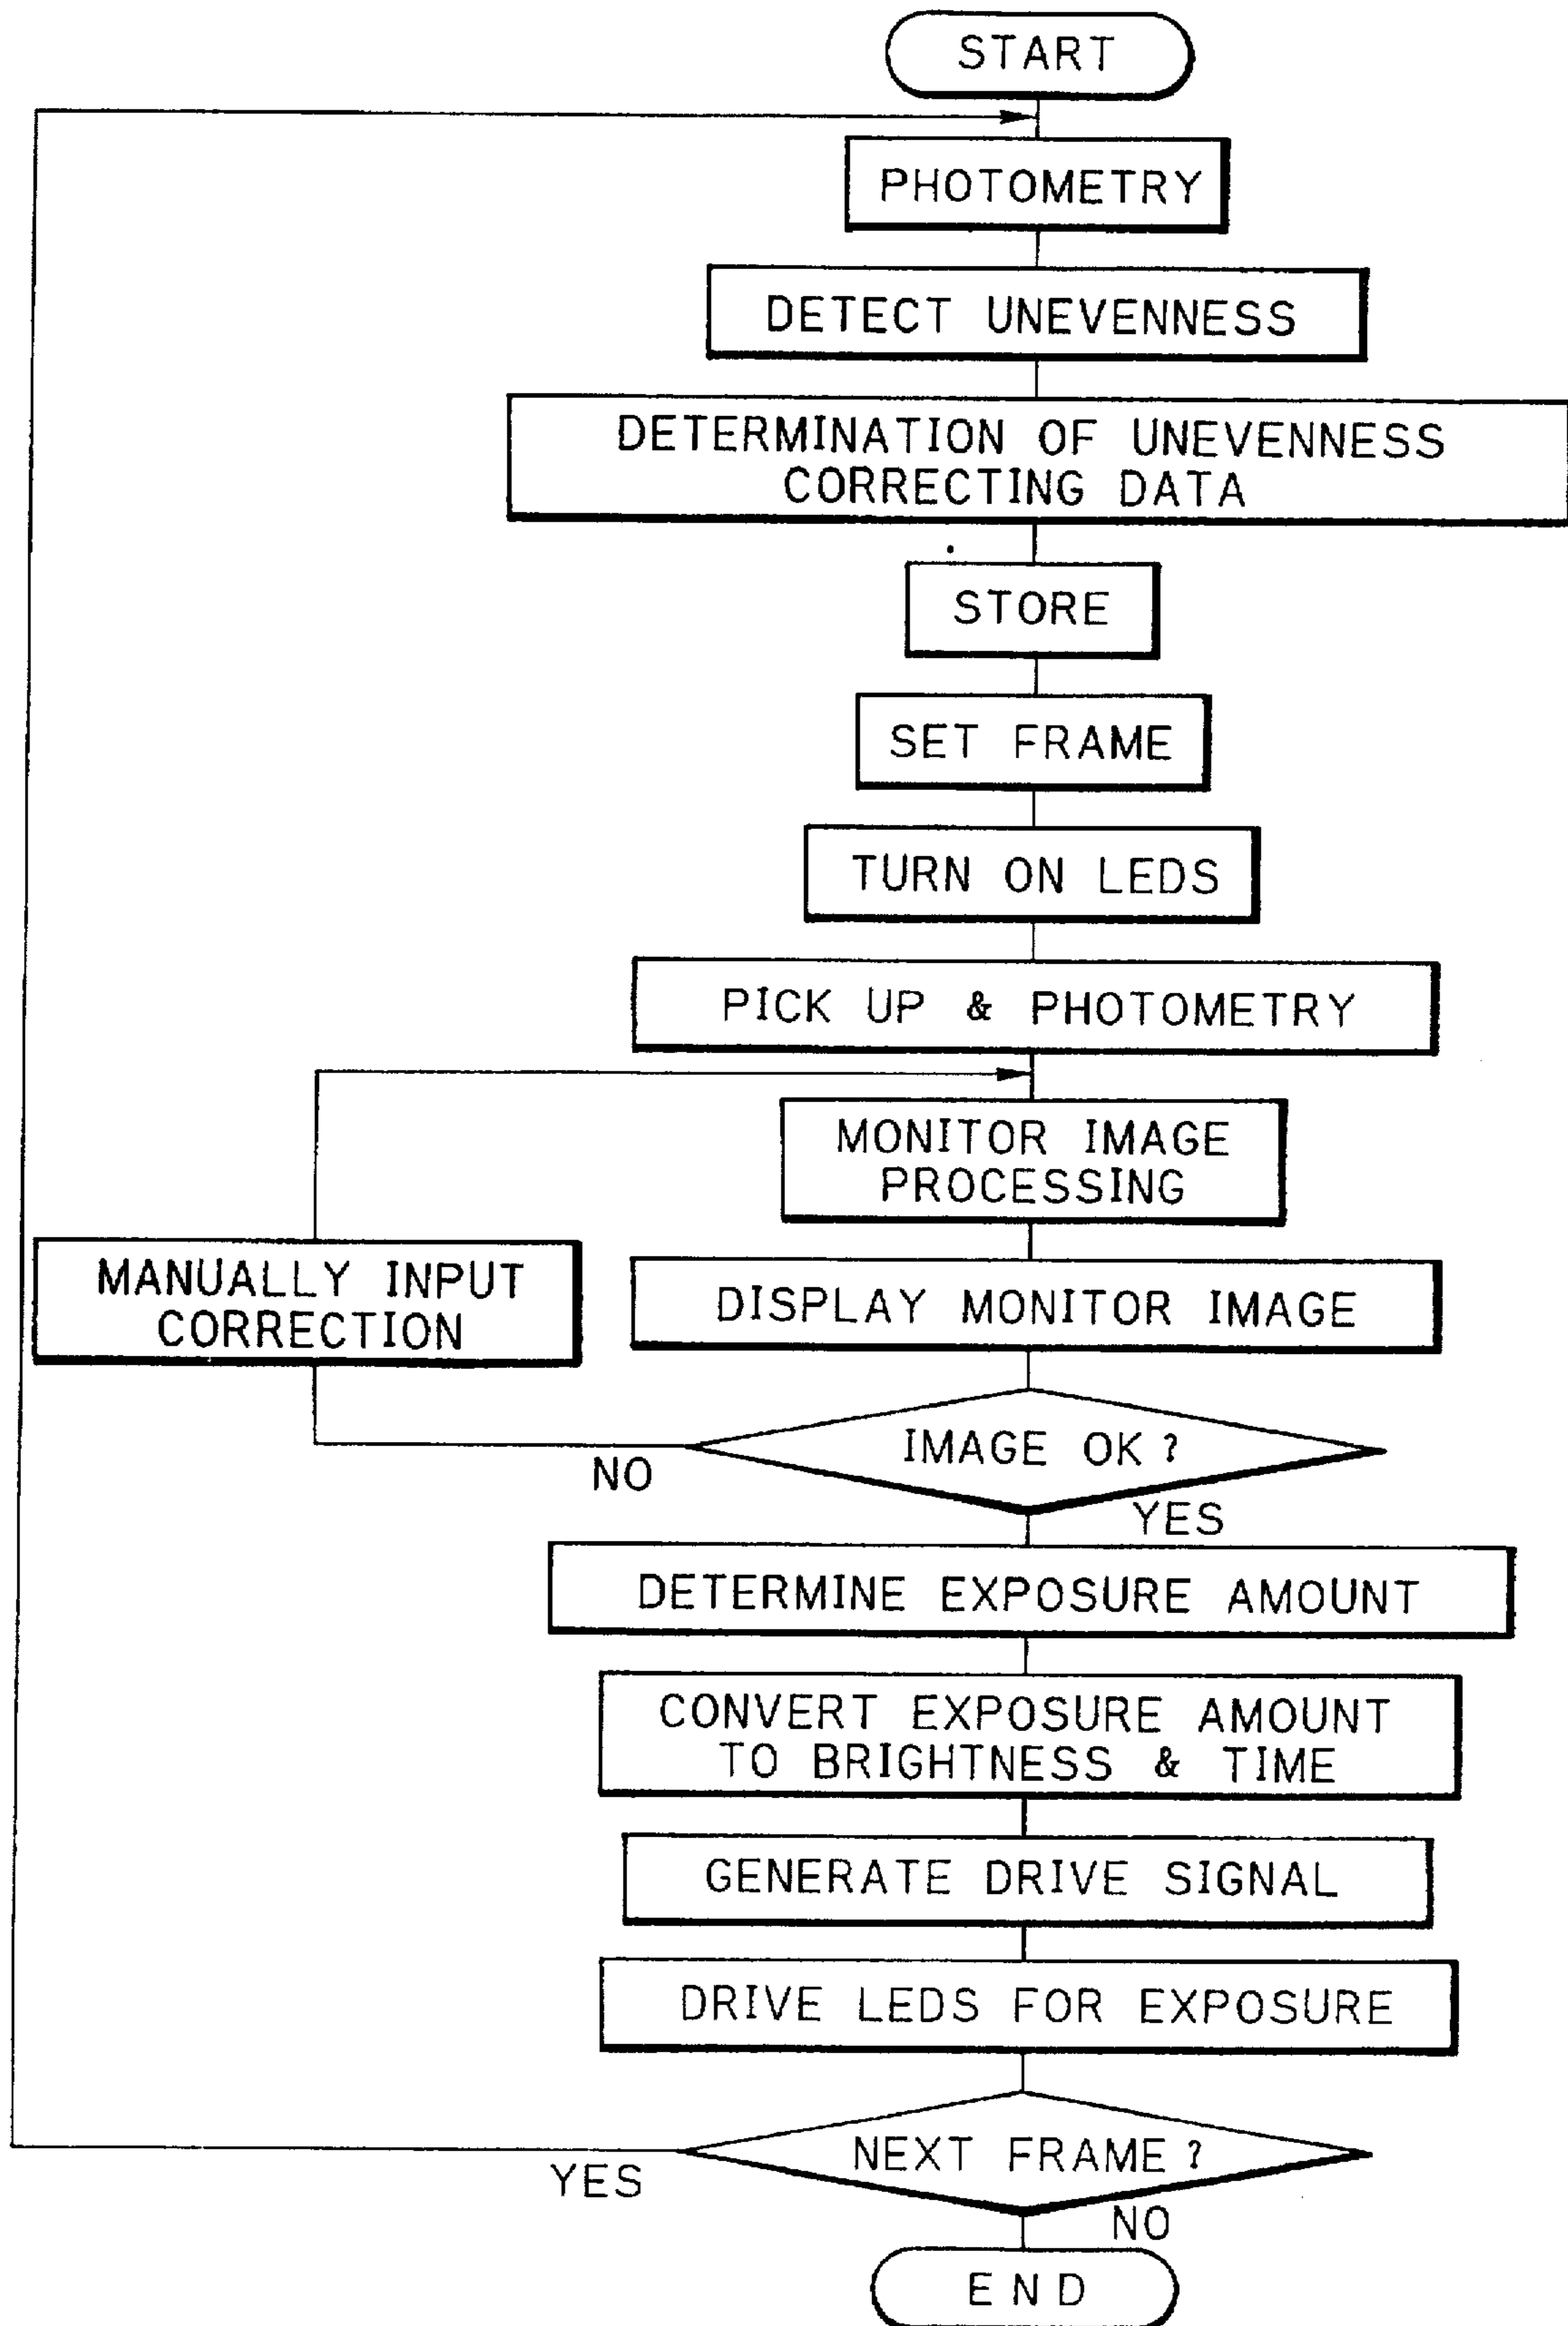 START
PHOTOMETRY
DETECT UNEVENNESS
DETERMINATION OF UNEVENNESS
CORRECTING DATA
STORE
SET FRAME
TURN ON LEDS
PICK UP & PHOTOMETRY
MONITOR IMAGE
PROCESSING
MANUALLY INPUT
CORRECTION
DISPLAY MONITOR IMAGE
IMAGE OK?
NO
YES
DETERMINE EXPOSURE AMOUNT
CONVERT EXPOSURE AMOUNT
TO BRIGHTNESS & TIME
GENERATE DRIVE SIGNAL
DRIVE LEDS FOR EXPOSURE
NEXT FRAME?
YES
NO
END